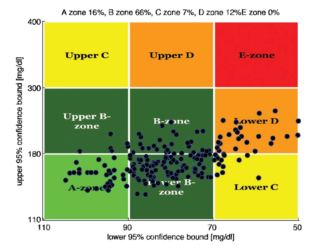 A zone 16%, B zone 66%, C zone 7%, D zone 12%E zone 0%
400
300
180
110
upper 95% confidence bound [mg/dl]
Upper C
Upper D
E-zone
Upper B-
zone
B-zone
Lower D
A-zone
Lower B-
zone
Lower C
110
90
70
50
lower 95% confidence bound [mg/dl]